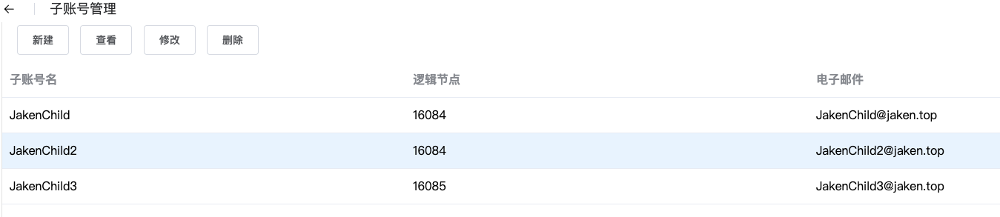 子账号管理
新建 查看 修改 删除
子账号名 逻辑节点 电子邮件
JakenChild 16084 JakenChild@jaken.top
JakenChild2 16084 JakenChild2@jaken.top
JakenChild3 16085 JakenChild3@jaken.top